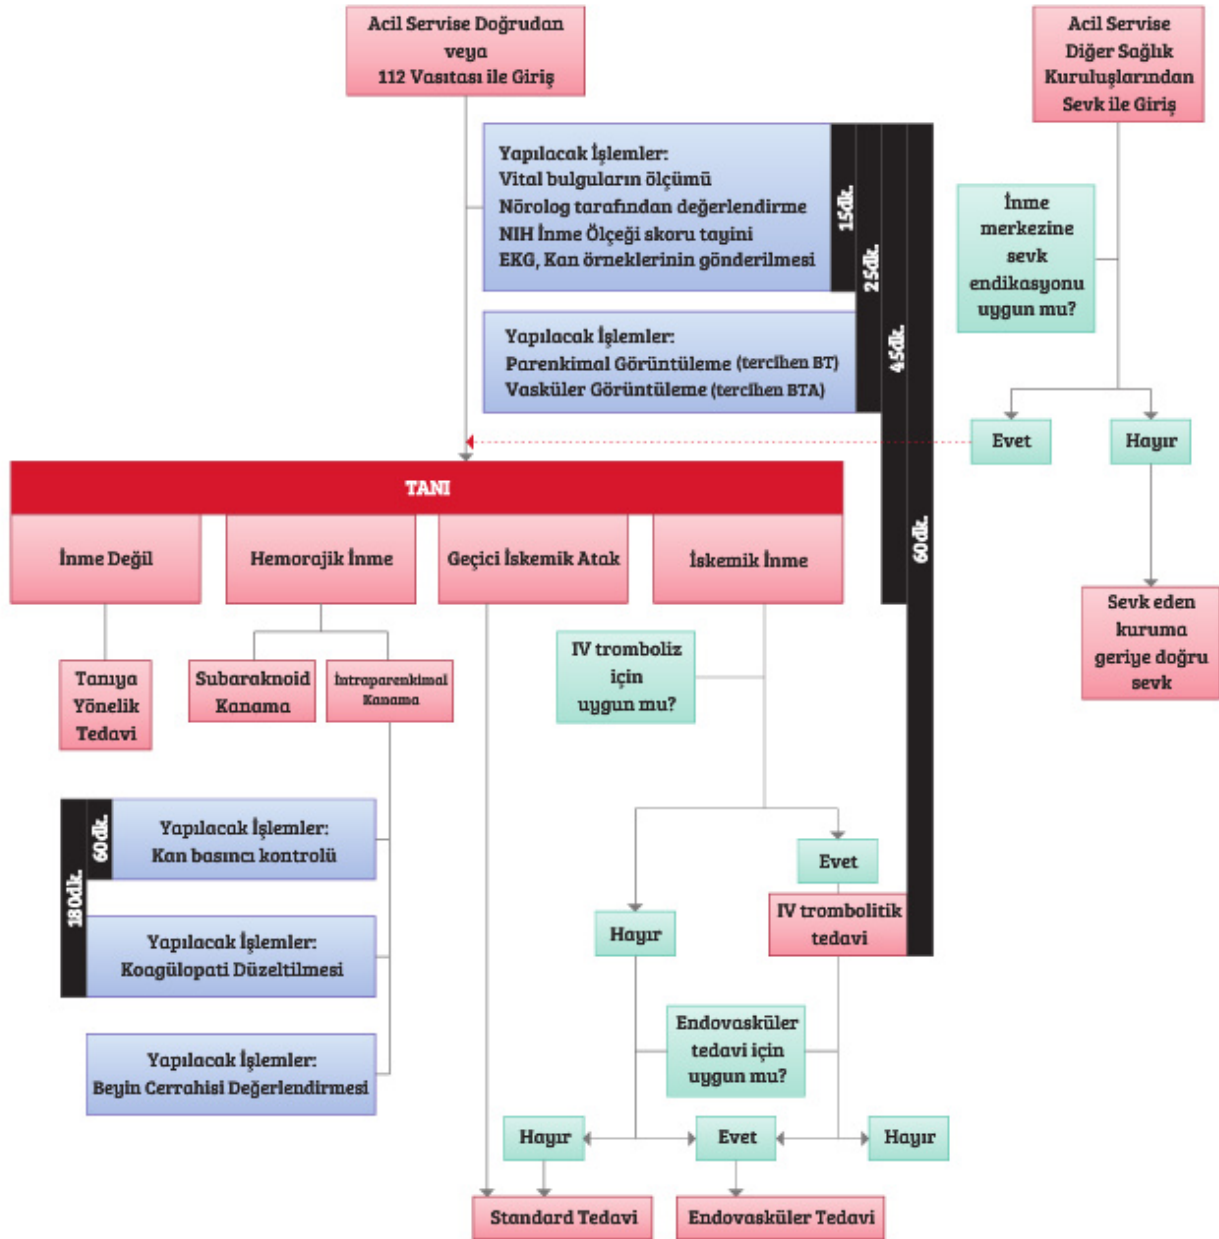 Acil Servise Doğrudan
veya
112 Vasıtası ile Giriş
Acil Servise
Diğer Sağlık
Kuruluşlarından
Sevk ile Giriş
Yapılacak İşlemler:
Vital bulguların ölçümü
Nörolog tarafından değerlendirme
NIH İnme Ölçeği skoru tayini
EKG, Kan örneklerinin gönderilmesi
15dk.
25dk.
45dk.
60dk.
İnme
merkezine
sevk
endikasyonu
uygun mu?
Yapılacak İşlemler:
Parenkimal Görüntüleme (tercihen BT)
Vasküler Görüntüleme (tercihen BTA)
Evet
Hayır
TANI
İnme Değil
Hemorajik İnme
Geçici İskemik Atak
İskemik İnme
Sevk eden
kuruma
geriye doğru
sevk
Tanıya
Yönelik
Tedavi
Subaraknoid
Kanama
İntraparenkimal
Kanama
IV tromboliz
için
uygun mu?
180dk.
60dk.
Yapılacak İşlemler:
Kan basıncı kontrolü
Yapılacak İşlemler:
Koagülopati Düzeltilmesi
Yapılacak İşlemler:
Beyin Cerrahisi Değerlendirmesi
Evet
IV trombolitik
tedavi
Hayır
Endovasküler
tedavi için
uygun mu?
Hayır
Evet
Hayır
Standard Tedavi
Endovasküler Tedavi